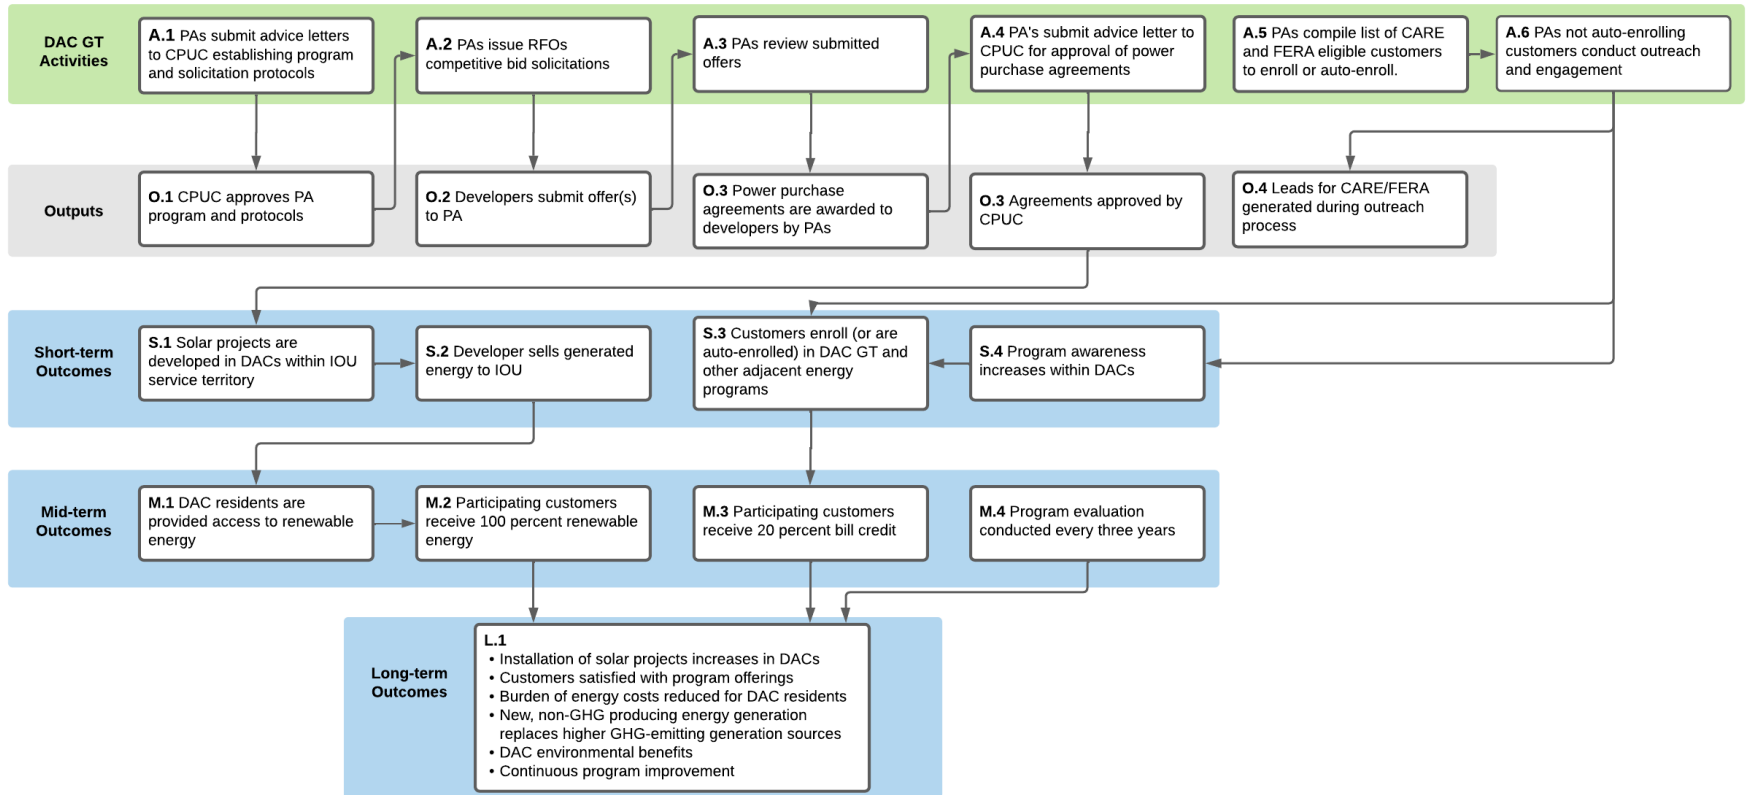 DAC GT
Activities
A.1 PAs submit advice letters
to CPUC establishing program
and solicitation protocols
A.2 PAs issue RFOs
competitive bid solicitations
A.3 PAs review submitted
offers
A.4 PA's submit advice letter to
CPUC for approval of power
purchase agreements
A.5 PAs compile list of CARE
and FERA eligible customers
to enroll or auto-enroll.
A.6 PAs not auto-enrolling
customers conduct outreach
and engagement
Outputs
O.1 CPUC approves PA
program and protocols
O.2 Developers submit offer(s)
to PA
O.3 Power purchase
agreements are awarded to
developers by PAs
O.3 Agreements approved by
CPUC
O.4 Leads for CARE/FERA
generated during outreach
process
Short-term
Outcomes
S.1 Solar projects are
developed in DACs within IOU
service territory
S.2 Developer sells generated
energy to IOU
S.3 Customers enroll (or are
auto-enrolled) in DAC GT and
other adjacent energy
programs
S.4 Program awareness
increases within DACs
Mid-term
Outcomes
M.1 DAC residents are
provided access to renewable
energy
M.2 Participating customers
receive 100 percent renewable
energy
M.3 Participating customers
receive 20 percent bill credit
M.4 Program evaluation
conducted every three years
Long-term
Outcomes
L.1
• Installation of solar projects increases in DACs
• Customers satisfied with program offerings
• Burden of energy costs reduced for DAC residents
• New, non-GHG producing energy generation
replaces higher GHG-emitting generation sources
• DAC environmental benefits
• Continuous program improvement